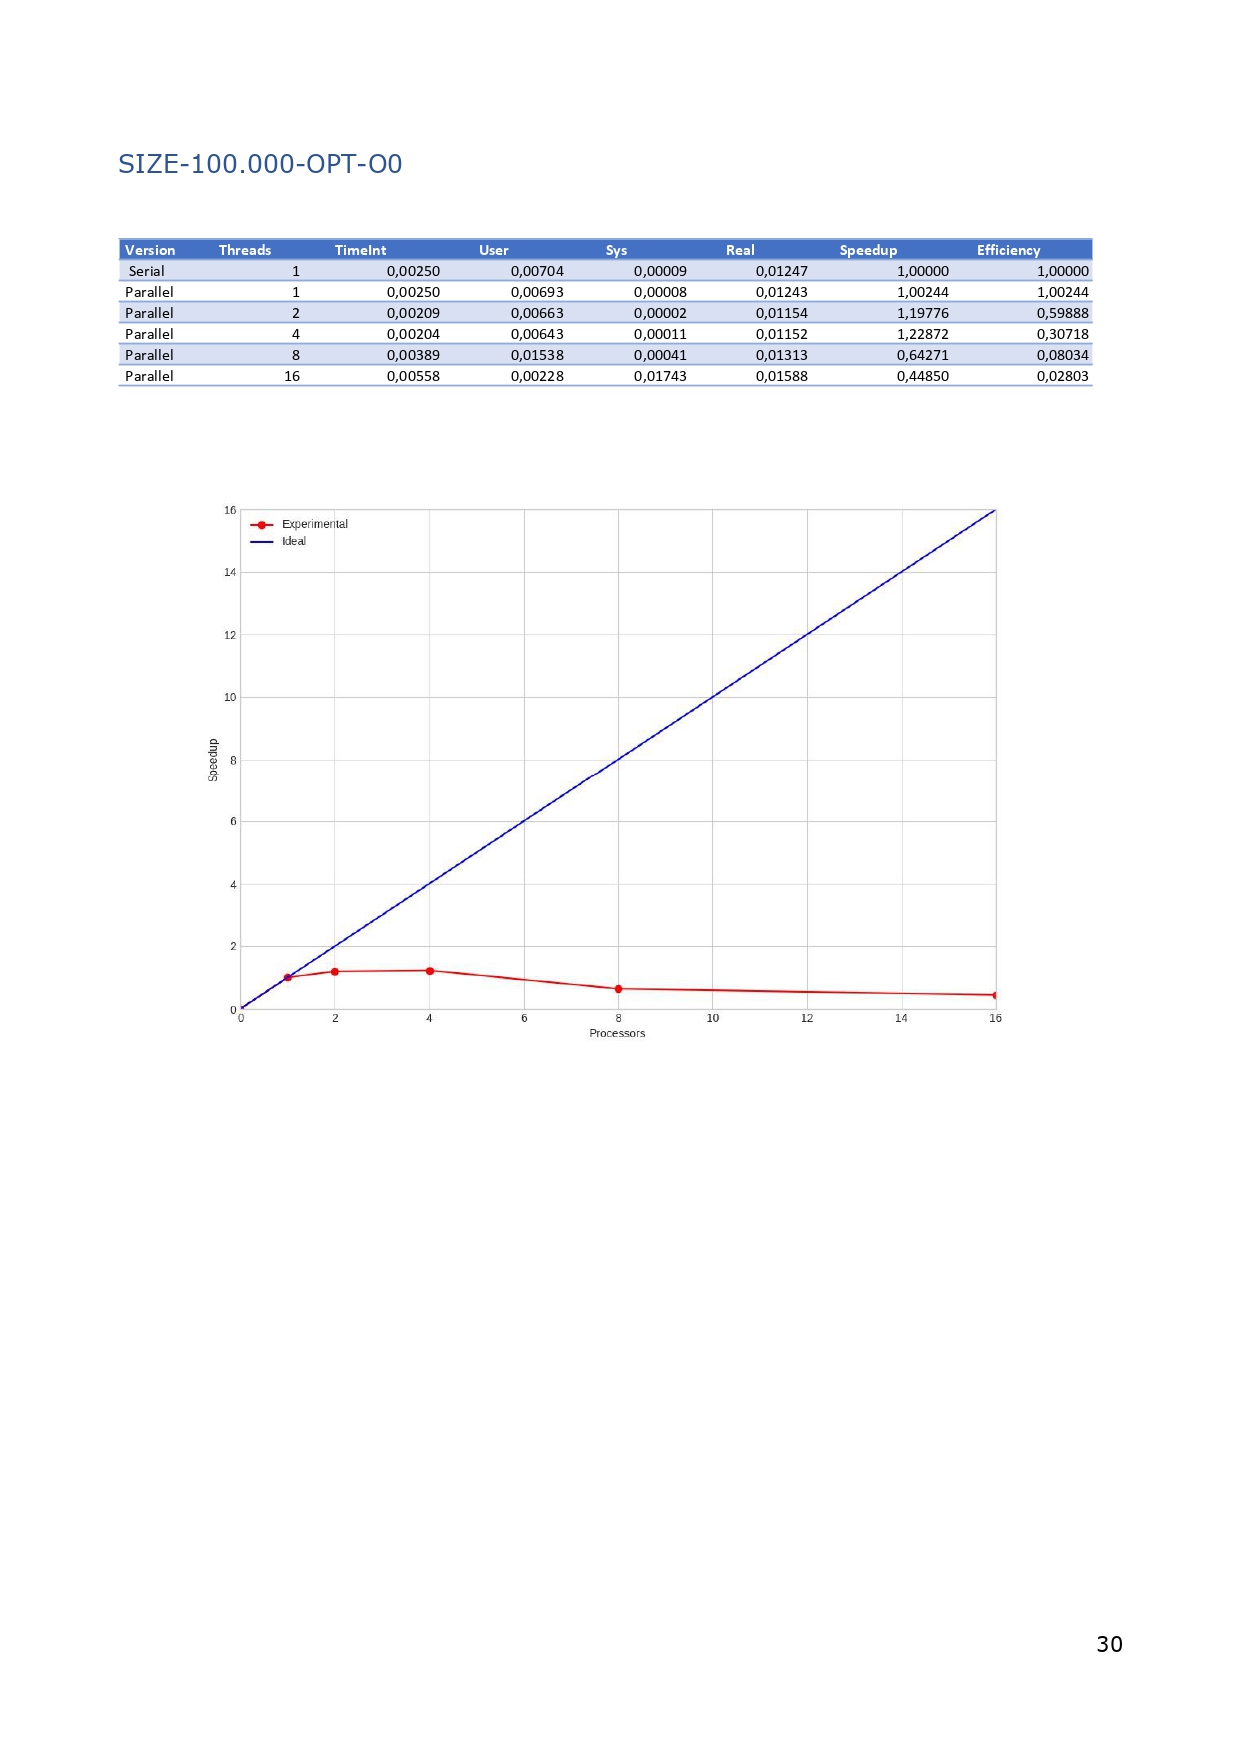 SIZE-100.000-OPT-O0
Version Threads TimeInt User Sys Real Speedup Efficiency
Serial 1 0,00250 0,00704 0,00009 0,01247 1,00000 1,00000
Parallel 1 0,00250 0,00693 0,00008 0,01243 1,00244 1,00244
Parallel 2 0,00209 0,00663 0,00002 0,01154 1,19776 0,59888
Parallel 4 0,00204 0,00643 0,00011 0,01152 1,22872 0,30718
Parallel 8 0,00389 0,01538 0,00041 0,01313 0,64271 0,08034
Parallel 16 0,00558 0,00228 0,01743 0,01588 0,44850 0,02803
Experimental
Ideal
16
14
12
10
8
6
4
2
0
Speedup
0 2 4 6 8 10 12 14 16
Processors
30